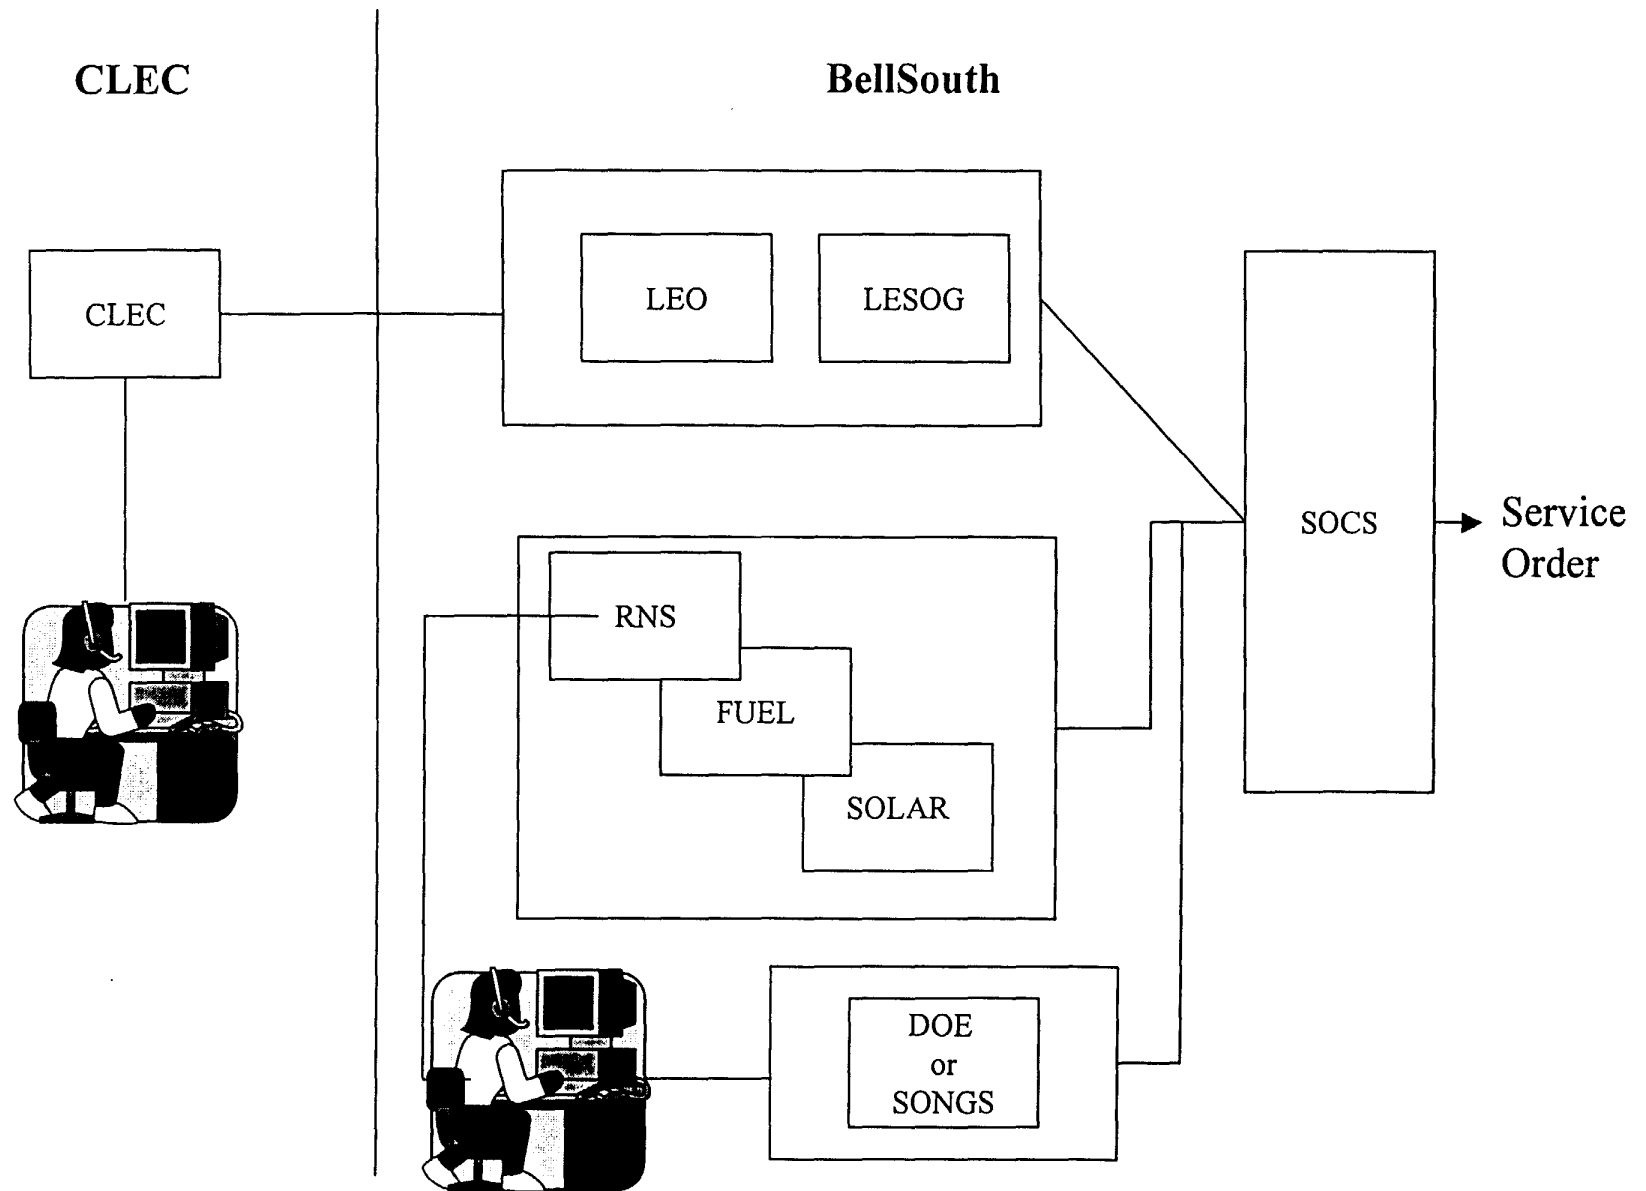 CLEC
BellSouth
CLEC
LEO
LESOG
SOCS
Service
Order
RNS
FUEL
SOLAR
DOE
or
SONGS